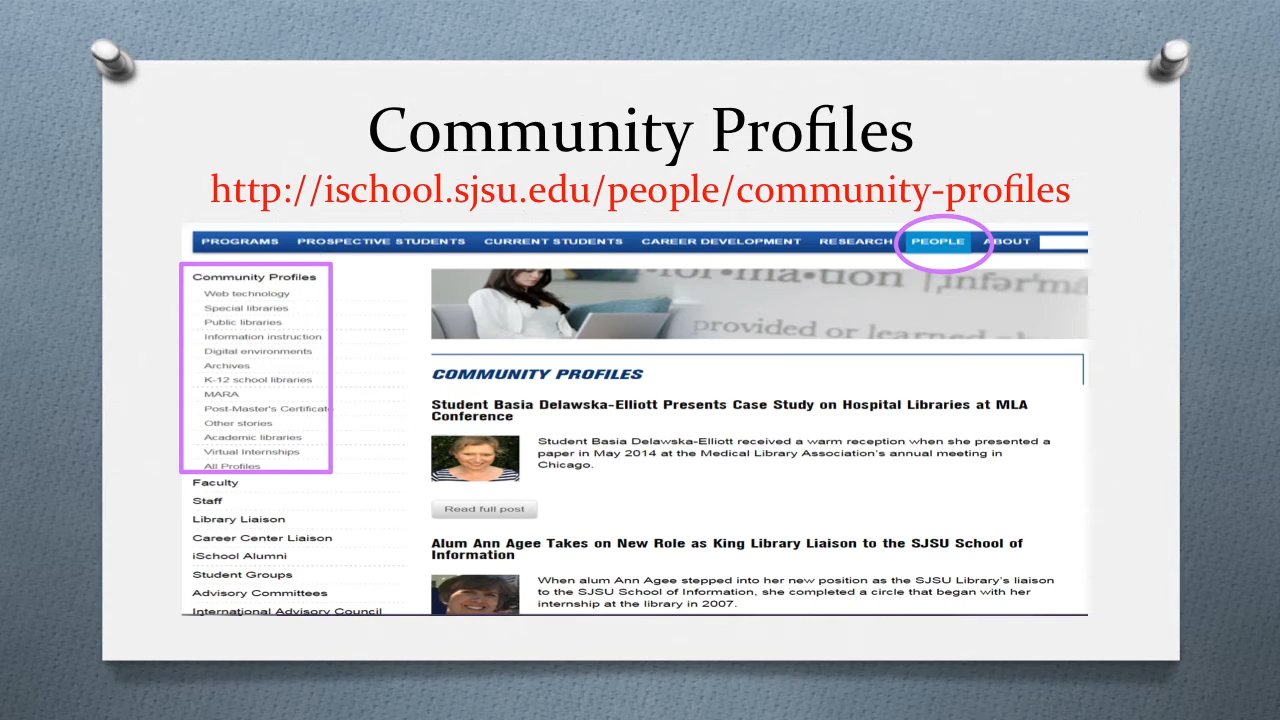 Community Profiles
http://ischool.sjsu.edu/people/community-profiles
PROGRAMS PROSPECTIVE STUDENTS CURRENT STUDENTS CAREER DEVELOPMENT RESEARCH PEOPLE ABOUT
Community Profiles
Web technology
Special libraries
Public libraries
Information instruction
Digital environments
Archives
K-12 school libraries
MARA
Post-Master's Certificate
Other stories
Academic libraries
Virtual Internships
All Profiles
Faculty
Staff
Library Liaison
Career Center Liaison
iSchool Alumni
Student Groups
Advisory Committees
International Advisory Council
provided or learned
COMMUNITY PROFILES
Student Basia Delawska-Elliott Presents Case Study on Hospital Libraries at MLA
Conference
Student Basia Delawska-Elliott received a warm reception when she presented a
paper in May 2014 at the Medical Library Association's annual meeting in
Chicago.
Read full post
Alum Ann Agee Takes on New Role as King Library Liaison to the SJSU School of
Information
When alum Ann Agee stepped into her new position as the SJSU Library's liaison
to the SJSU School of Information, she completed a circle that began with her
internship at the library in 2007.